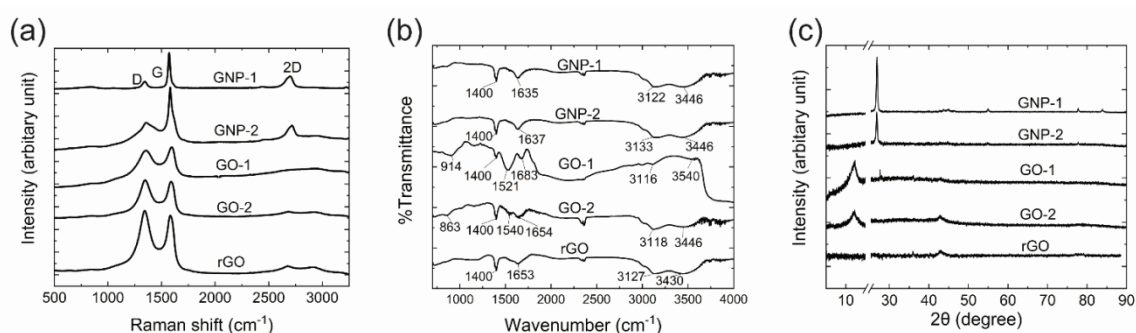 (a)
Intensity (arbitary unit)
D
G
2D
GNP-1
GNP-2
GO-1
GO-2
rGO
500 1000 1500 2000 2500 3000
Raman shift (cm⁻¹)
(b)
%Transmittance
GNP-1
1400 1635 3122 3446
GNP-2
1400 1637 3133 3446
GO-1
914 1400 1521 1683 3116 3540
GO-2
863 1400 1540 1654 3118 3446
rGO
1400 1653 3127 3430
1000 1500 2000 2500 3000 3500 4000
Wavenumber (cm⁻¹)
(c)
Intensity (arbitary unit)
GNP-1
GNP-2
GO-1
GO-2
rGO
10 30 40 50 60 70 80 90
2θ (degree)